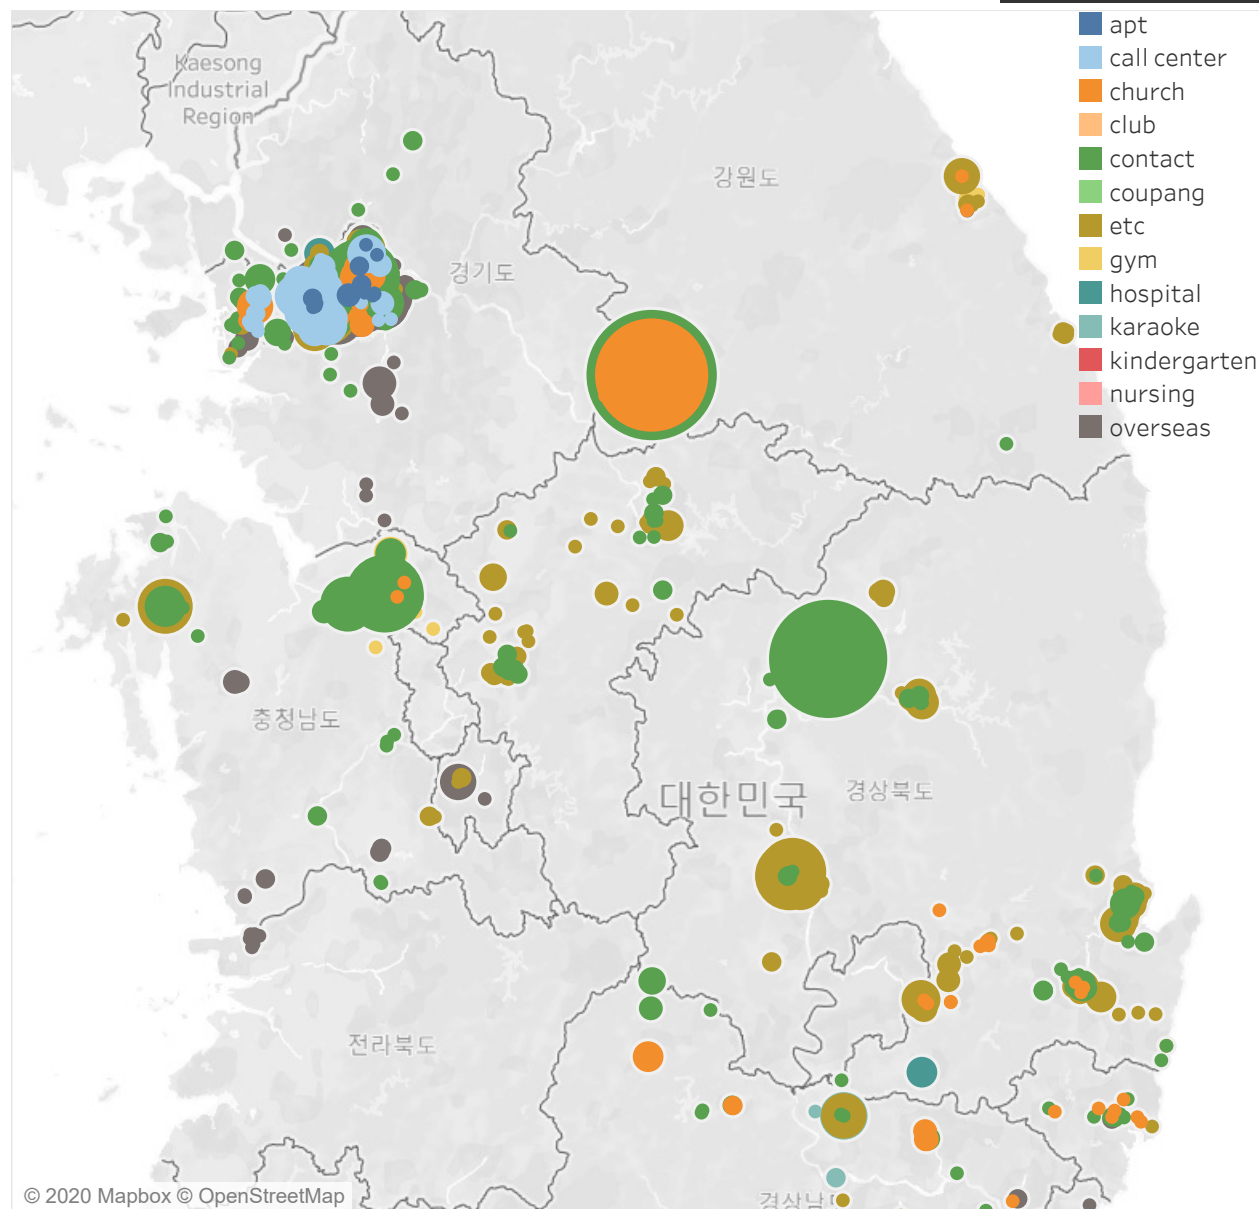 apt
call center
church
club
contact
coupang
etc
gym
hospital
karaoke
kindergarten
nursing
overseas
Kaesong
Industrial
Region
강원도
경기도
충청남도
대한민국
경상북도
전라북도
© 2020 Mapbox © OpenStreetMap